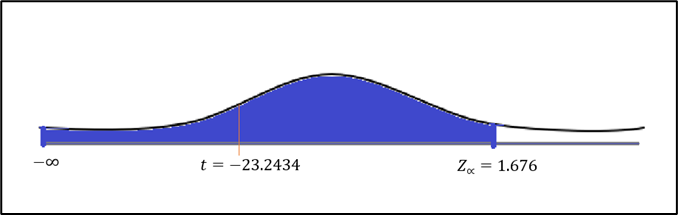 −∞ t = −23.2434 Z∝ = 1.676